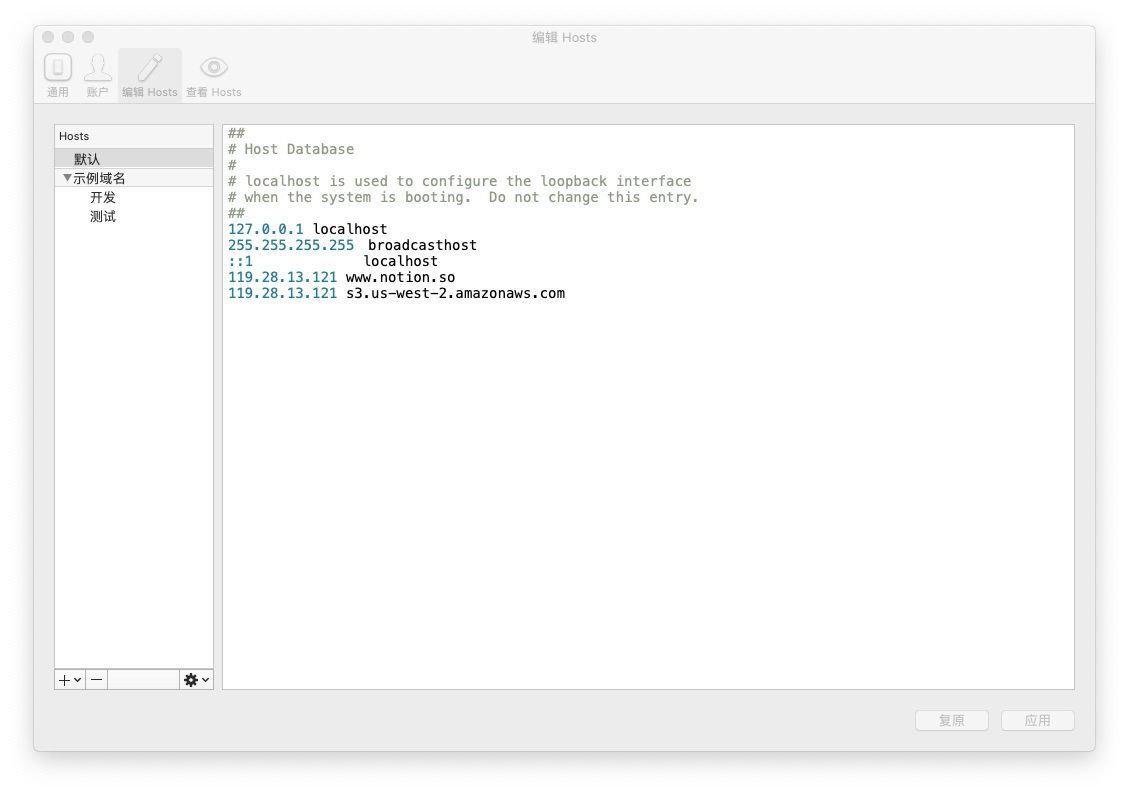 编辑 Hosts
通用
账户
编辑 Hosts
查看 Hosts
Hosts
默认
示例域名
开发
测试
##
# Host Database
#
# localhost is used to configure the loopback interface
# when the system is booting.  Do not change this entry.
##
127.0.0.1 localhost
255.255.255.255 broadcasthost
::1 localhost
119.28.13.121 www.notion.so
119.28.13.121 s3.us-west-2.amazonaws.com
复原
应用